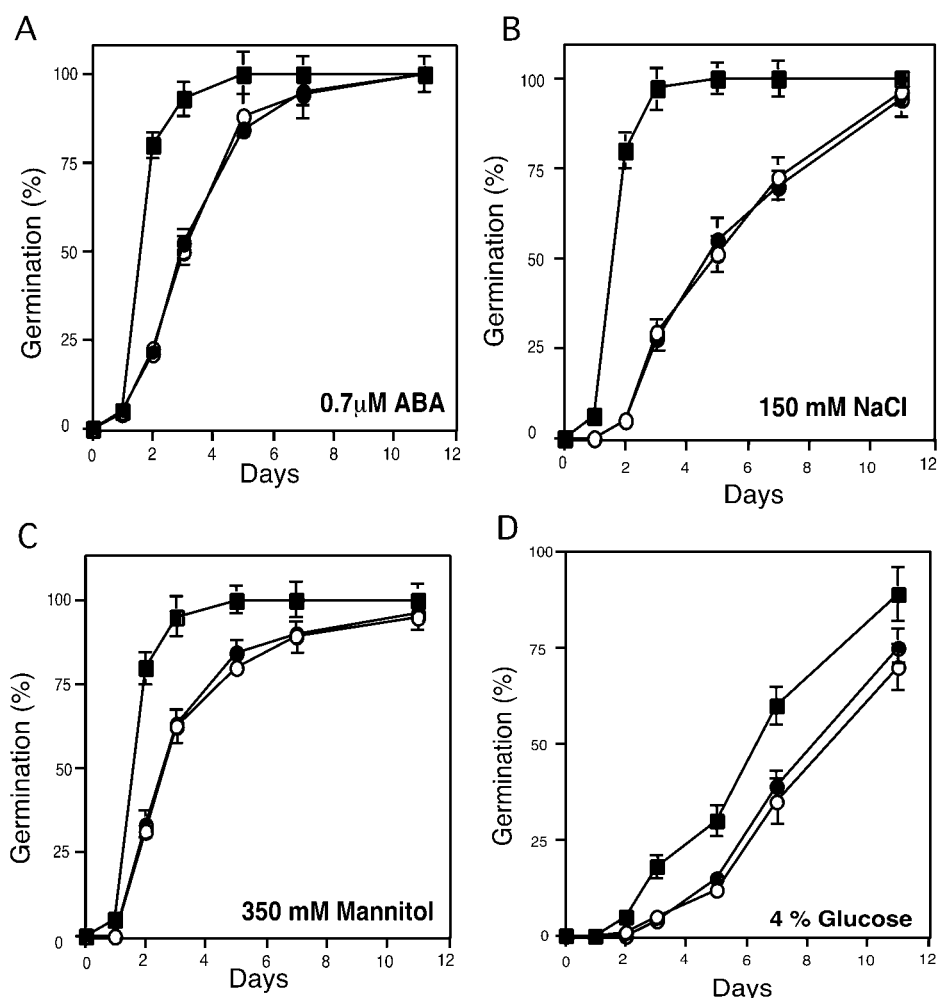 A
Germination (%)
100
75
50
25
0
0.7μM ABA
0 2 4 6 8 10 12
Days
B
Germination (%)
100
75
50
25
0
150 mM NaCl
0 2 4 6 8 10 12
Days
C
Germination (%)
100
75
50
25
0
350 mM Mannitol
0 2 4 6 8 10 12
Days
D
Germination (%)
100
75
50
25
0
4 % Glucose
0 2 4 6 8 10 12
Days